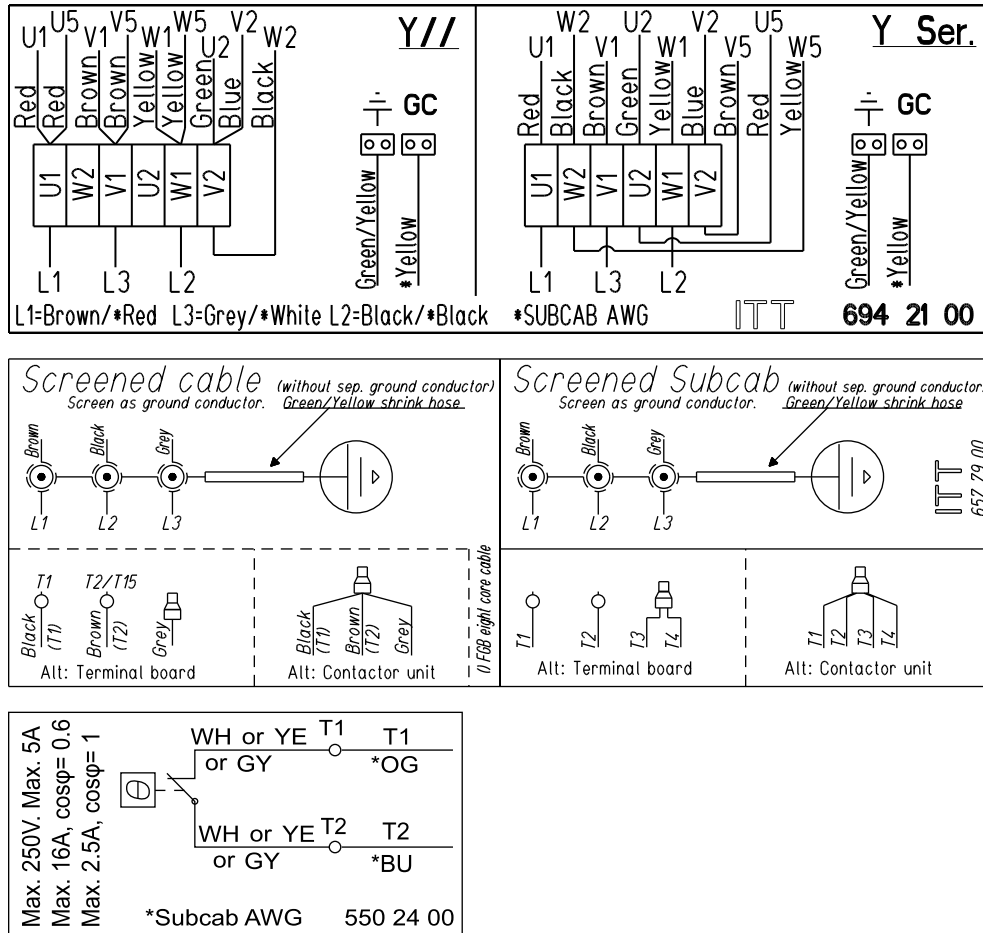 U1 U5 V1 V5 W1 W5 U2 V2 W2
Y//
Red Red Brown Brown Yellow Yellow Green Blue Black
GC
U1 W2 V1 U2 W1 V2
Green/Yellow *Yellow
L1 L3 L2
U1 W2 V1 U2 W1 V2 V5 U5 W5
Y Ser.
Red Black Brown Green Yellow Blue Brown Red Yellow
GC
U1 W2 V1 U2 W1 V2
Green/Yellow *Yellow
L1 L3 L2
L1=Brown/*Red L3=Grey/*White L2=Black/*Black *SUBCAB AWG ITT 694 21 00
Screened cable (without sep. ground conductor)
Screen as ground conductor. Green/Yellow shrink hose
Brown Black Grey
L1 L2 L3
T1 T2/T15
Black (T1) Brown (T2) Grey
Alt: Terminal board
Black (T1) Brown (T2) Grey
Alt: Contactor unit
() FGB eight core cable
Screened Subcab (without sep. ground conductor.
Screen as ground conductor. Green/Yellow shrink hose
Brown Black Grey
L1 L2 L3
ITT
657 79 00
T1 T2 T3 T4
Alt: Terminal board
T1 T2 T3 T4
Alt: Contactor unit
Max. 250V. Max. 5A
Max. 16A, cosφ= 0.6
Max. 2.5A, cosφ= 1
WH or YE T1 T1
or GY *OG
θ
WH or YE T2 T2
or GY *BU
*Subcab AWG 550 24 00